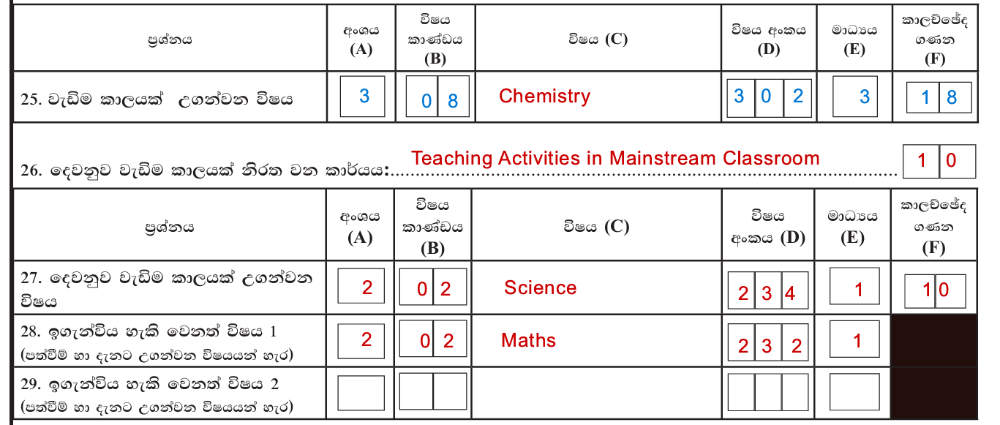 ප්‍රශ්නය අංශය (A) විෂය කාණ්ඩය (B) විෂය (C) විෂය අංකය (D) මාධ්‍යය (E) කාලච්ඡේද ගණන (F)
25. වැඩිම කාලයක් උගන්වන විෂය 3 0 8 Chemistry 3 0 2 3 1 8
26. දෙවනුව වැඩිම කාලයක් නිරත වන කාර්යය:.......Teaching Activities in Mainstream Classroom....... 1 0
ප්‍රශ්නය අංශය (A) විෂය කාණ්ඩය (B) විෂය (C) විෂය අංකය (D) මාධ්‍යය (E) කාලච්ඡේද ගණන (F)
27. දෙවනුව වැඩිම කාලයක් උගන්වන
විෂය 2 0 2 Science 2 3 4 1 1 0
28. ඉගැන්විය හැකි වෙනත් විෂය 1
(පත්වීම් හා දැනට උගන්වන විෂයයන් හැර) 2 0 2 Maths 2 3 2 1
29. ඉගැන්විය හැකි වෙනත් විෂය 2
(පත්වීම් හා දැනට උගන්වන විෂයයන් හැර)